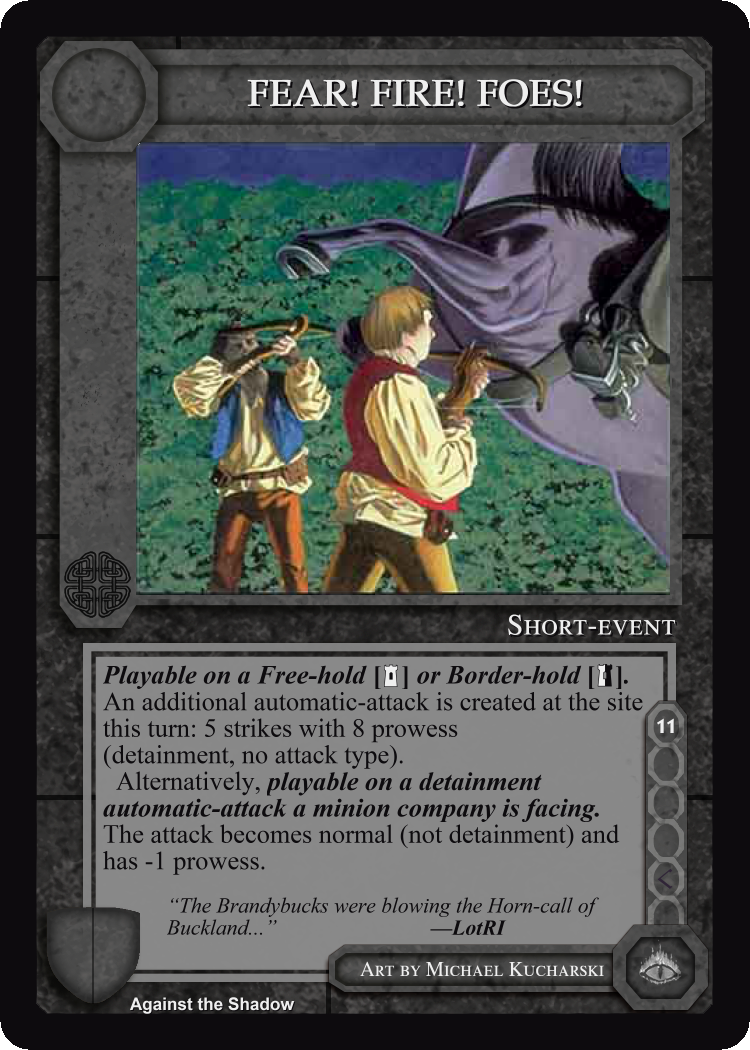 FEAR! FIRE! FOES!
SHORT-EVENT
Playable on a Free-hold [ ] or Border-hold [ ].
An additional automatic-attack is created at the site
this turn: 5 strikes with 8 prowess
(detainment, no attack type).
Alternatively, playable on a detainment
automatic-attack a minion company is facing.
The attack becomes normal (not detainment) and
has -1 prowess.
11
“The Brandybucks were blowing the Horn-call of
Buckland...” —LotRI
ART BY MICHAEL KUCHARSKI
Against the Shadow